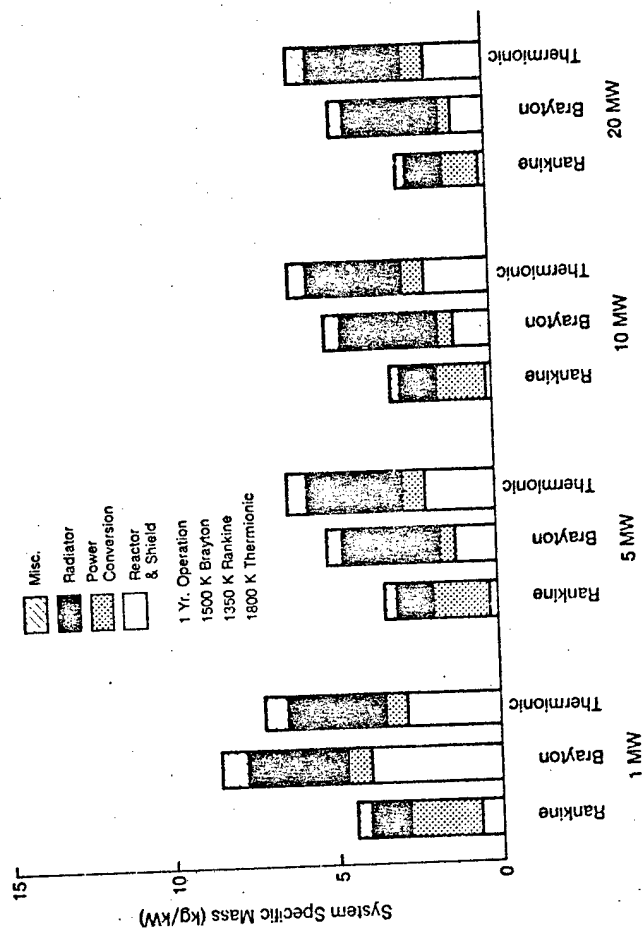 15
10
5
0
System Specific Mass (kg/kW)
Misc.
Radiator
Power
Conversion
Reactor
& Shield
1 Yr. Operation
1500 K Brayton
1350 K Rankine
1800 K Thermionic
Rankine
Brayton
Thermionic
1 MW
Rankine
Brayton
Thermionic
5 MW
Rankine
Brayton
Thermionic
10 MW
Rankine
Brayton
Thermionic
20 MW